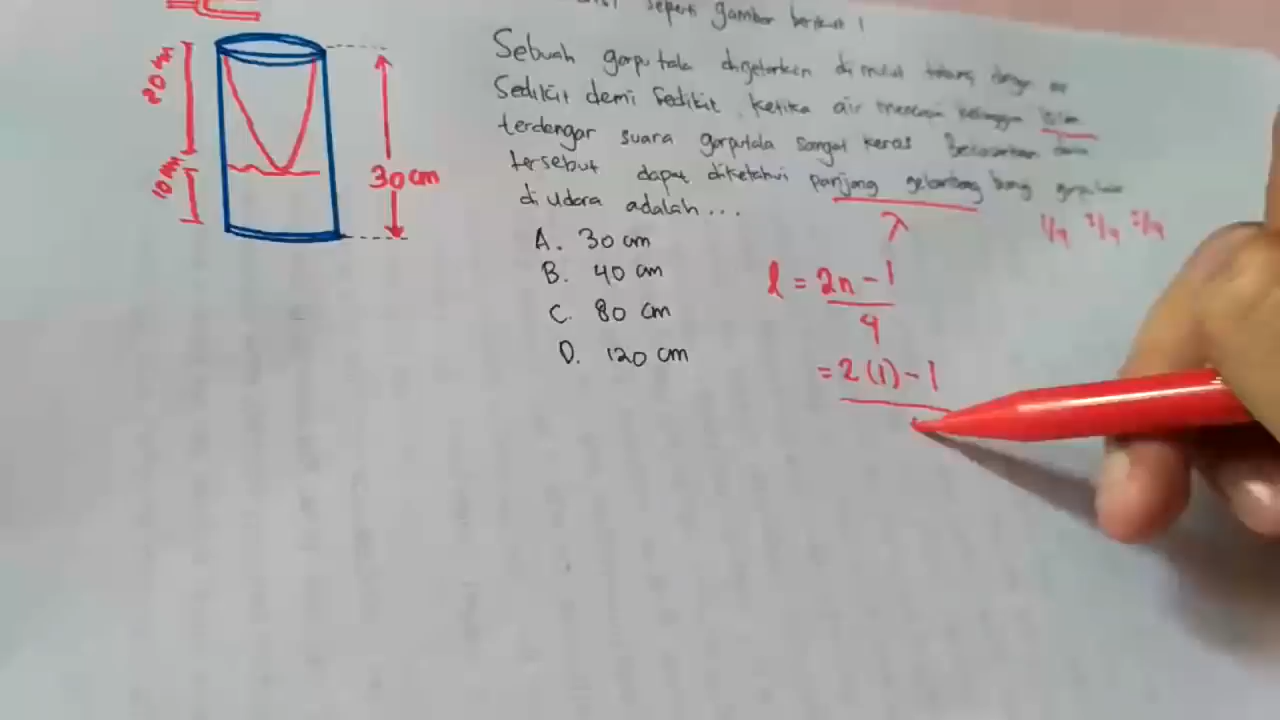 seperti gambar berikut !
Sebuah garputala digetarkan di mulut tabung dengan air
Sedikit demi sedikit, ketika air mencapai ketinggian
terdengar suara garputala sangat keras Berdasarkan data
tersebut dapat diketahui panjang gelombang bunyi garputala
di udara adalah...
A. 30 cm
B. 40 cm
C. 80 cm
D. 120 cm
20 cm
10 cm
30 cm
λ
1/4 3/4 5/4
l = 2n - 1
4
= 2(1) - 1